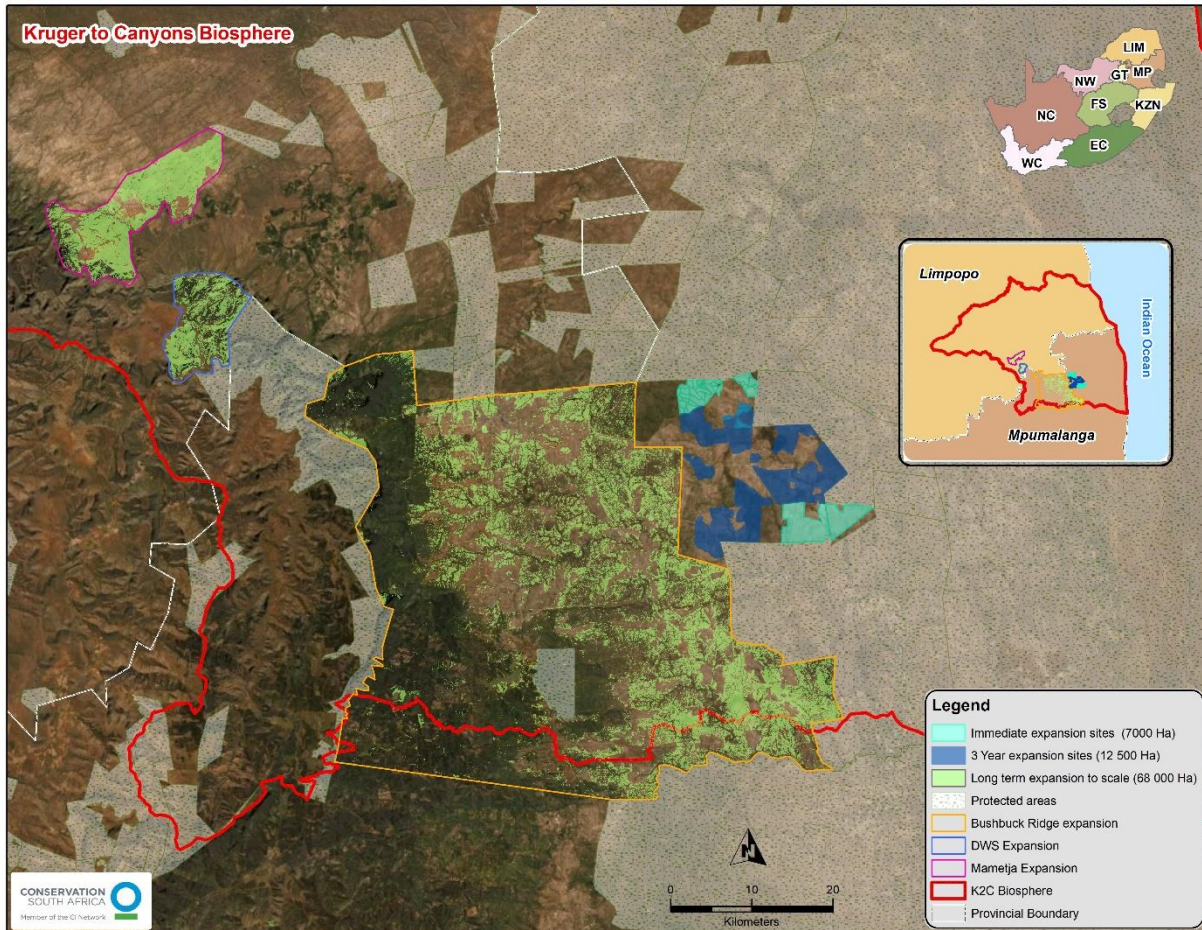 Kruger to Canyons Biosphere
LIM
NW
GT
MP
NC
FS
KZN
EC
WC
Limpopo
Indian Ocean
Mpumalanga
Legend
Immediate expansion sites (7000 Ha)
3 Year expansion sites (12 500 Ha)
Long term expansion to scale (68 000 Ha)
Protected areas
Bushbuck Ridge expansion
DWS Expansion
Mametja Expansion
K2C Biosphere
Provincial Boundary
N
0 10 20
Kilometers
CONSERVATION
SOUTH AFRICA
Member of the CI Network